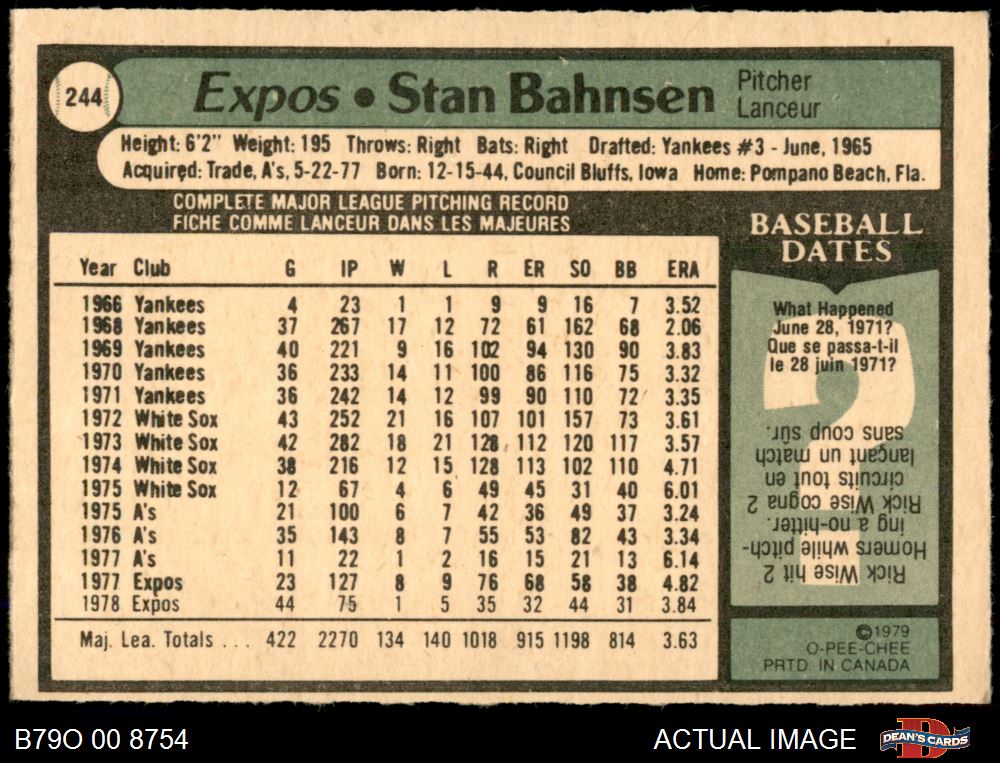 244
Expos • Stan Bahnsen
Pitcher
Lanceur
Height: 6'2" Weight: 195 Throws: Right Bats: Right Drafted: Yankees #3 - June, 1965
Acquired: Trade, A's, 5-22-77 Born: 12-15-44, Council Bluffs, Iowa Home: Pompano Beach, Fla.
COMPLETE MAJOR LEAGUE PITCHING RECORD
FICHE COMME LANCEUR DANS LES MAJEURES
Year Club G IP W L R ER SO BB ERA
1966 Yankees 4 23 1 1 9 9 16 7 3.52
1968 Yankees 37 267 17 12 72 61 162 68 2.06
1969 Yankees 40 221 9 16 102 94 130 90 3.83
1970 Yankees 36 233 14 11 100 86 116 75 3.32
1971 Yankees 36 242 14 12 99 90 110 72 3.35
1972 White Sox 43 252 21 16 107 101 157 73 3.61
1973 White Sox 42 282 18 21 128 112 120 117 3.57
1974 White Sox 38 216 12 15 128 113 102 110 4.71
1975 White Sox 12 67 4 6 49 45 31 40 6.01
1975 A's 21 100 6 7 42 36 49 37 3.24
1976 A's 35 143 8 7 55 53 82 43 3.34
1977 A's 11 22 1 2 16 15 21 13 6.14
1977 Expos 23 127 8 9 76 68 58 38 4.82
1978 Expos 44 75 1 5 35 32 44 31 3.84
Maj. Lea. Totals ... 422 2270 134 140 1018 915 1198 814 3.63
BASEBALL
DATES
What Happened
June 28, 1971?
Que se passa-t-il
le 28 juin 1971?
Rick Wise hit 2
Homers while pitch-
ing a no-hitter.
Rick Wise cogna 2
circuits tout en
lançant un match
sans coup sûr.
©1979
O-PEE-CHEE
PRTD. IN CANADA
B79O 00 8754
ACTUAL IMAGE
DEAN'S CARDS